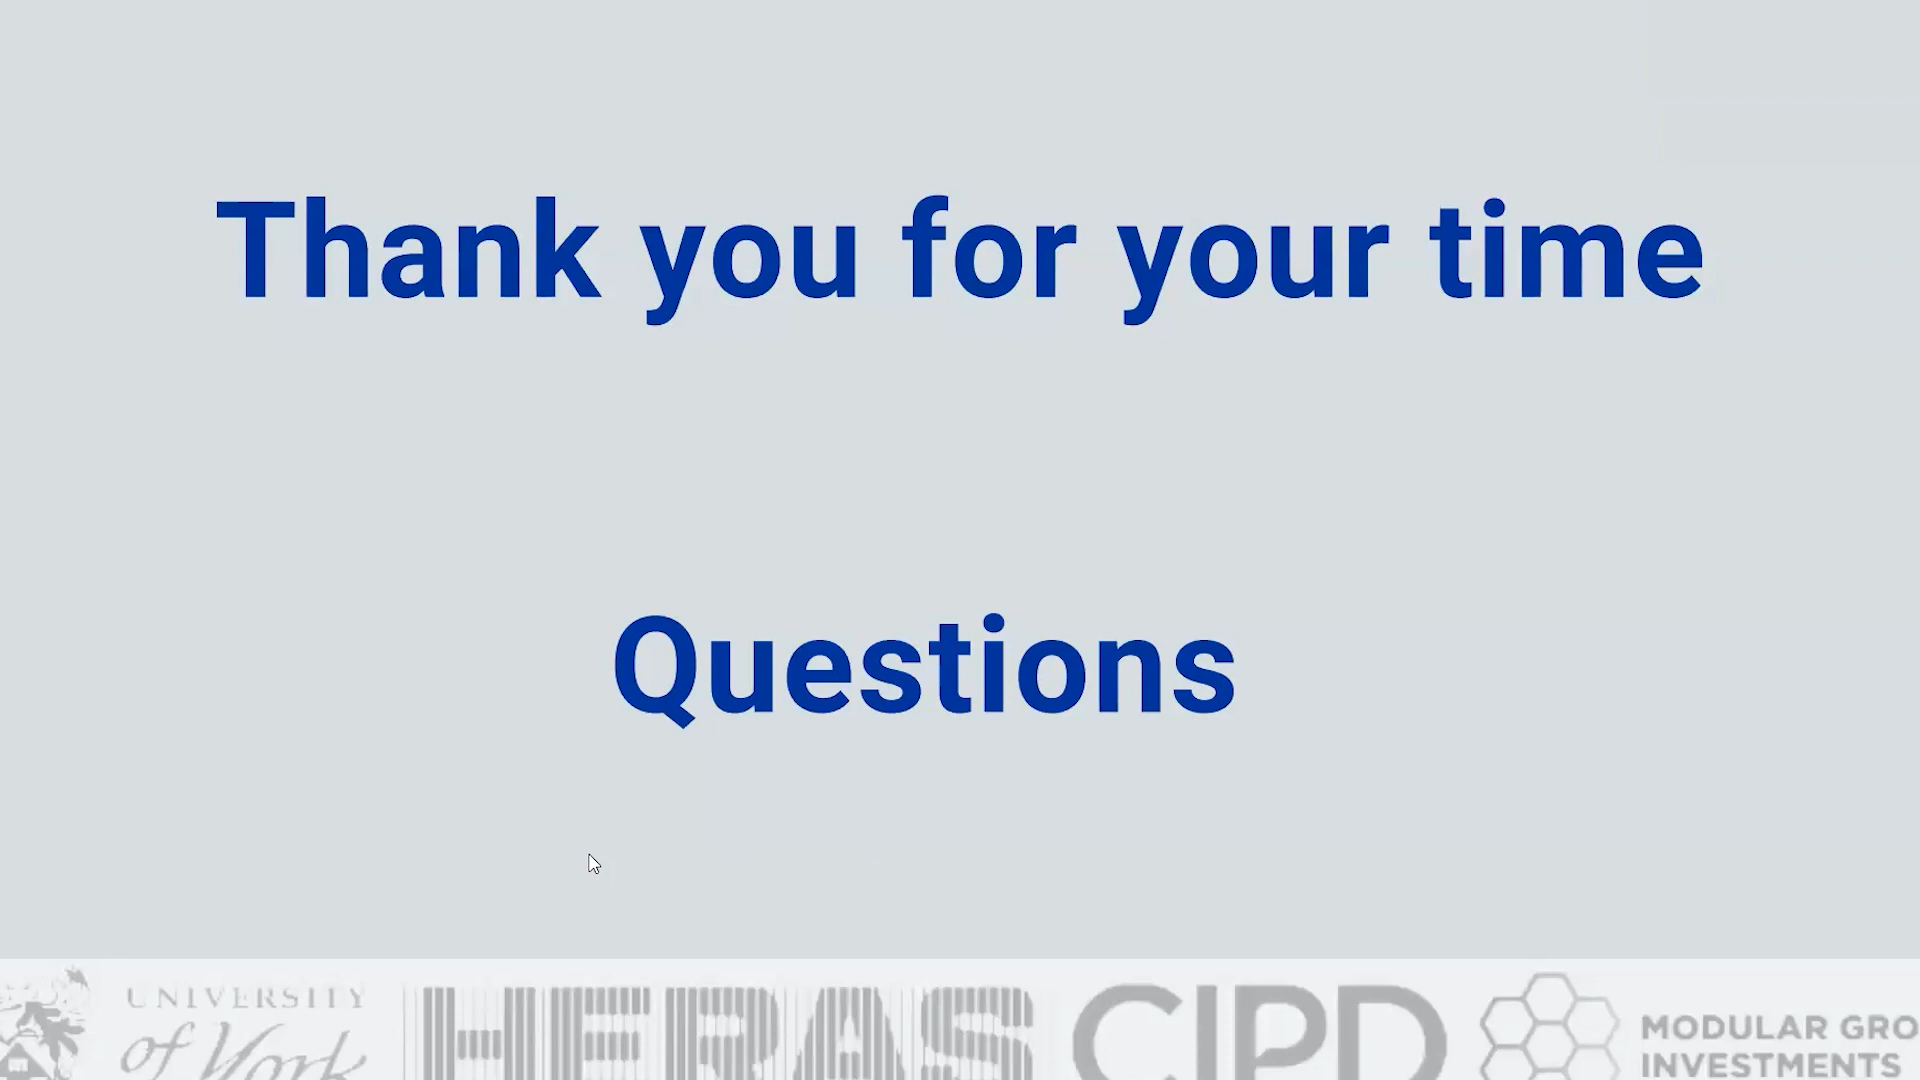 Thank you for your time
Questions
UNIVERSITY
of York
HERAS
CIPD
MODULAR GRO
INVESTMENTS